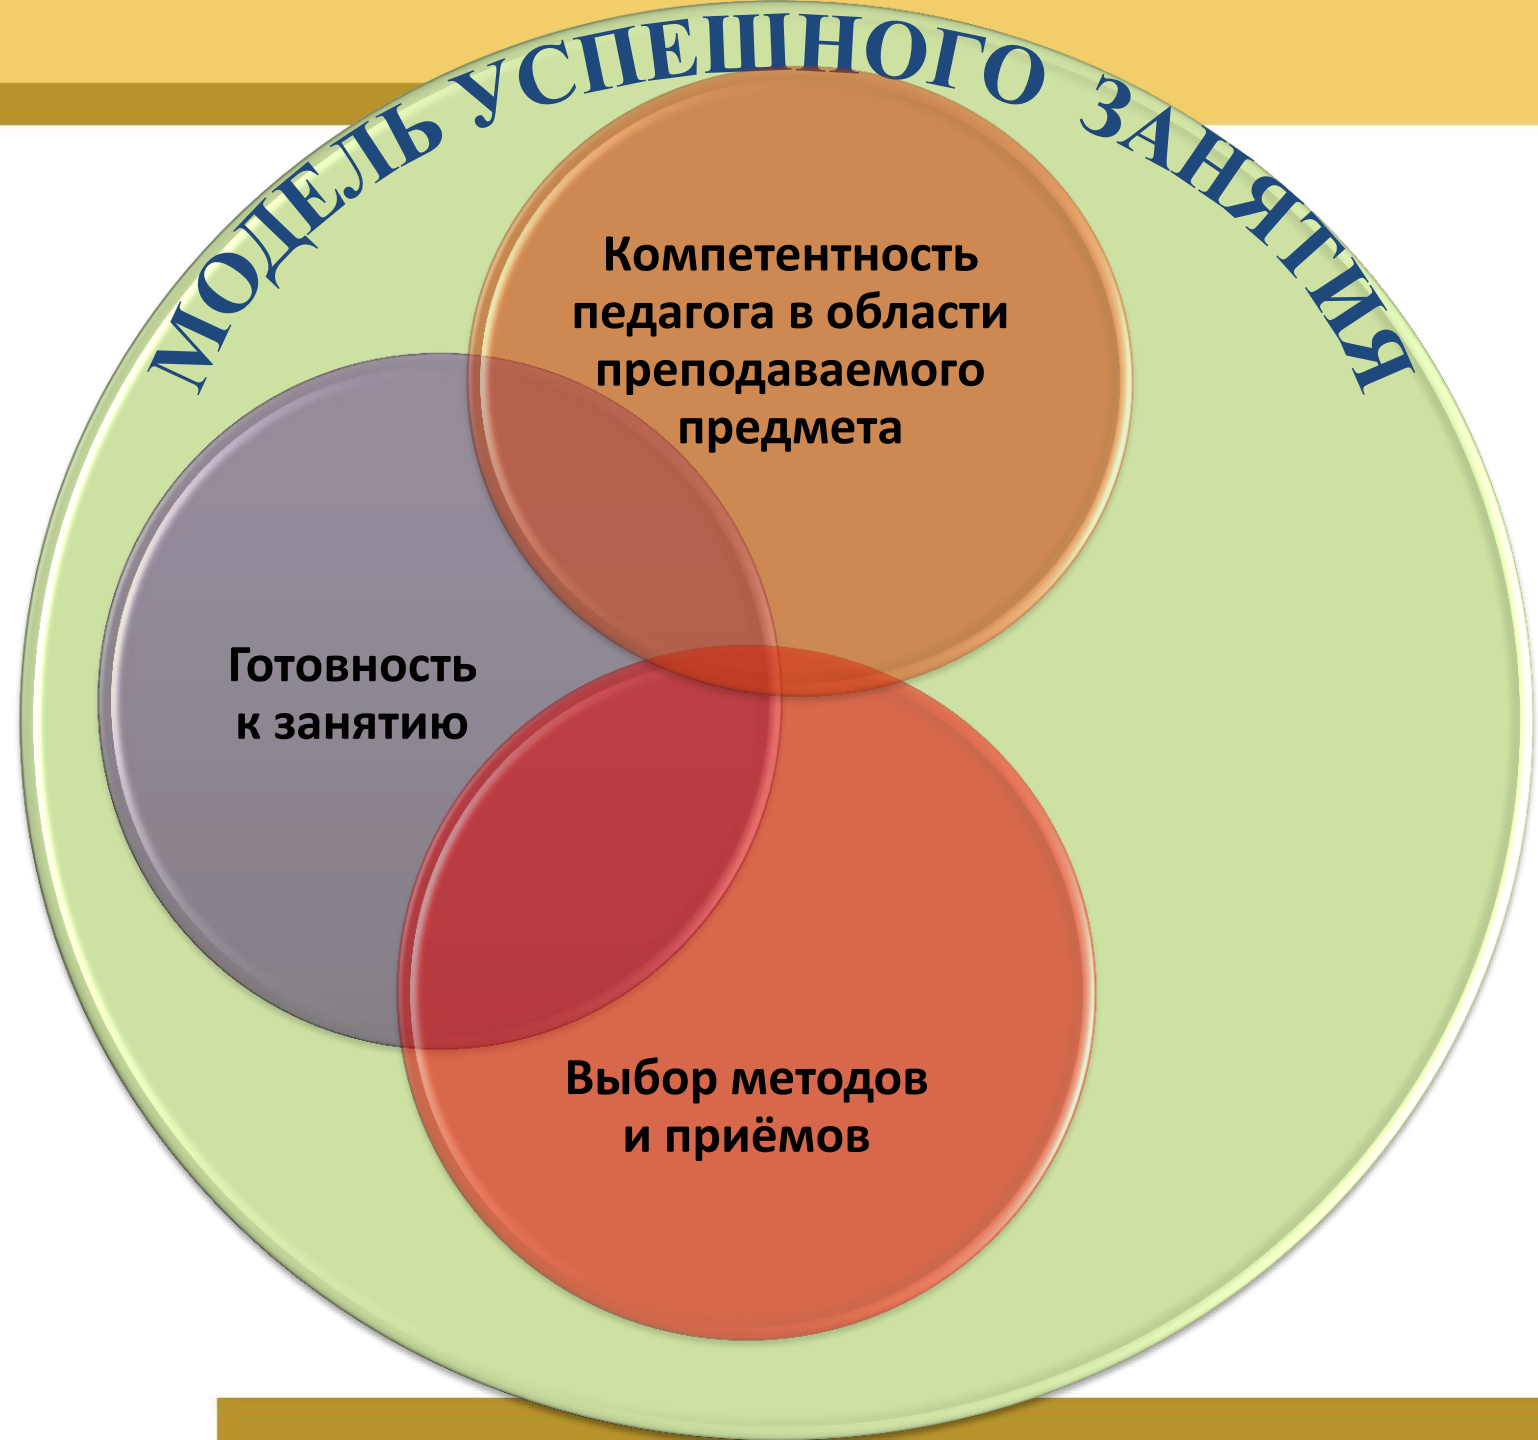 МОДЕЛЬ УСПЕШНОГО ЗАНЯТИЯ
Компетентность
педагога в области
преподаваемого
предмета
Готовность
к занятию
Выбор методов
и приёмов